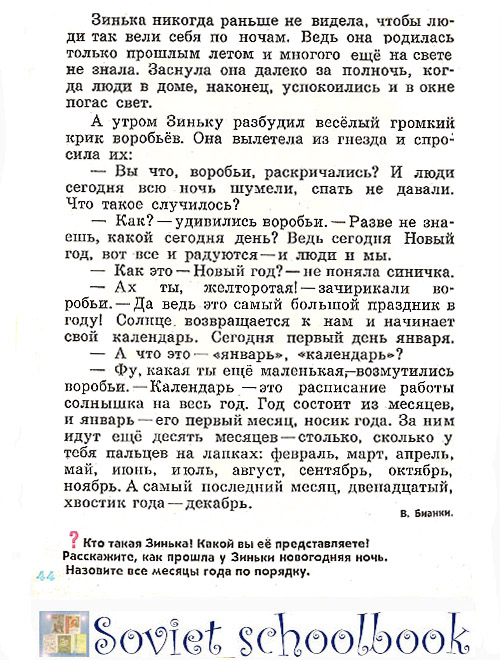 Зинька никогда раньше не видела, чтобы лю-
ди так вели себя по ночам. Ведь она родилась
только прошлым летом и многого ещё на свете
не знала. Заснула она далеко за полночь, ког-
да люди в доме, наконец, успокоились и в окне
погас свет.
А утром Зиньку разбудил весёлый громкий
крик воробьёв. Она вылетела из гнезда и спро-
сила их:
— Вы что, воробьи, раскричались? И люди
сегодня всю ночь шумели, спать не давали.
Что такое случилось?
— Как? — удивились воробьи. — Разве не зна-
ешь, какой сегодня день? Ведь сегодня Новый
год, вот все и радуются — и люди и мы.
— Как это — Новый год? — не поняла синичка.
— Ах ты, желторотая! — зачирикали во-
робьи. — Да ведь это самый большой праздник в
году! Солнце возвращается к нам и начинает
свой календарь. Сегодня первый день января.
— А что это — «январь», «календарь»?
— Фу, какая ты ещё маленькая, — возмутились
воробьи. — Календарь — это расписание работы
солнышка на весь год. Год состоит из месяцев,
и январь — его первый месяц, носик года. За ним
идут ещё десять месяцев — столько, сколько у
тебя пальцев на лапках: февраль, март, апрель,
май, июнь, июль, август, сентябрь, октябрь,
ноябрь. А самый последний месяц, двенадцатый,
хвостик года — декабрь.
В. Бианки.
? Кто такая Зинька? Какой вы её представляете?
Расскажите, как прошла у Зиньки новогодняя ночь.
Назовите все месяцы года по порядку.
44
Soviet_schoolbook